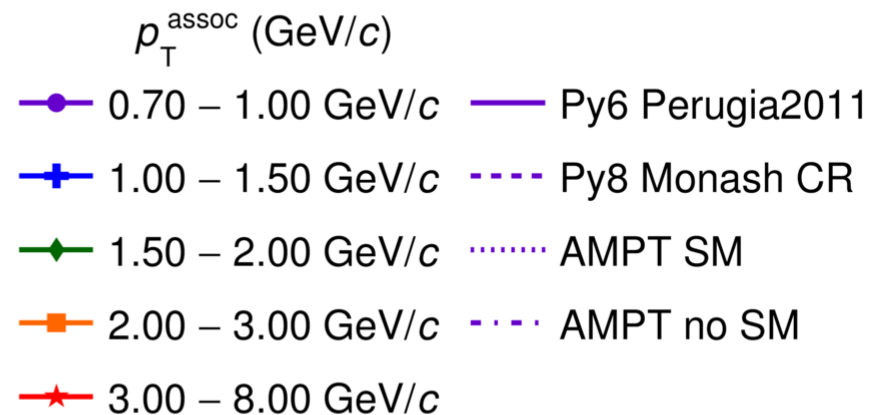 p_T^assoc (GeV/c)
0.70 – 1.00 GeV/c
1.00 – 1.50 GeV/c
1.50 – 2.00 GeV/c
2.00 – 3.00 GeV/c
3.00 – 8.00 GeV/c
Py6 Perugia2011
Py8 Monash CR
AMPT SM
AMPT no SM